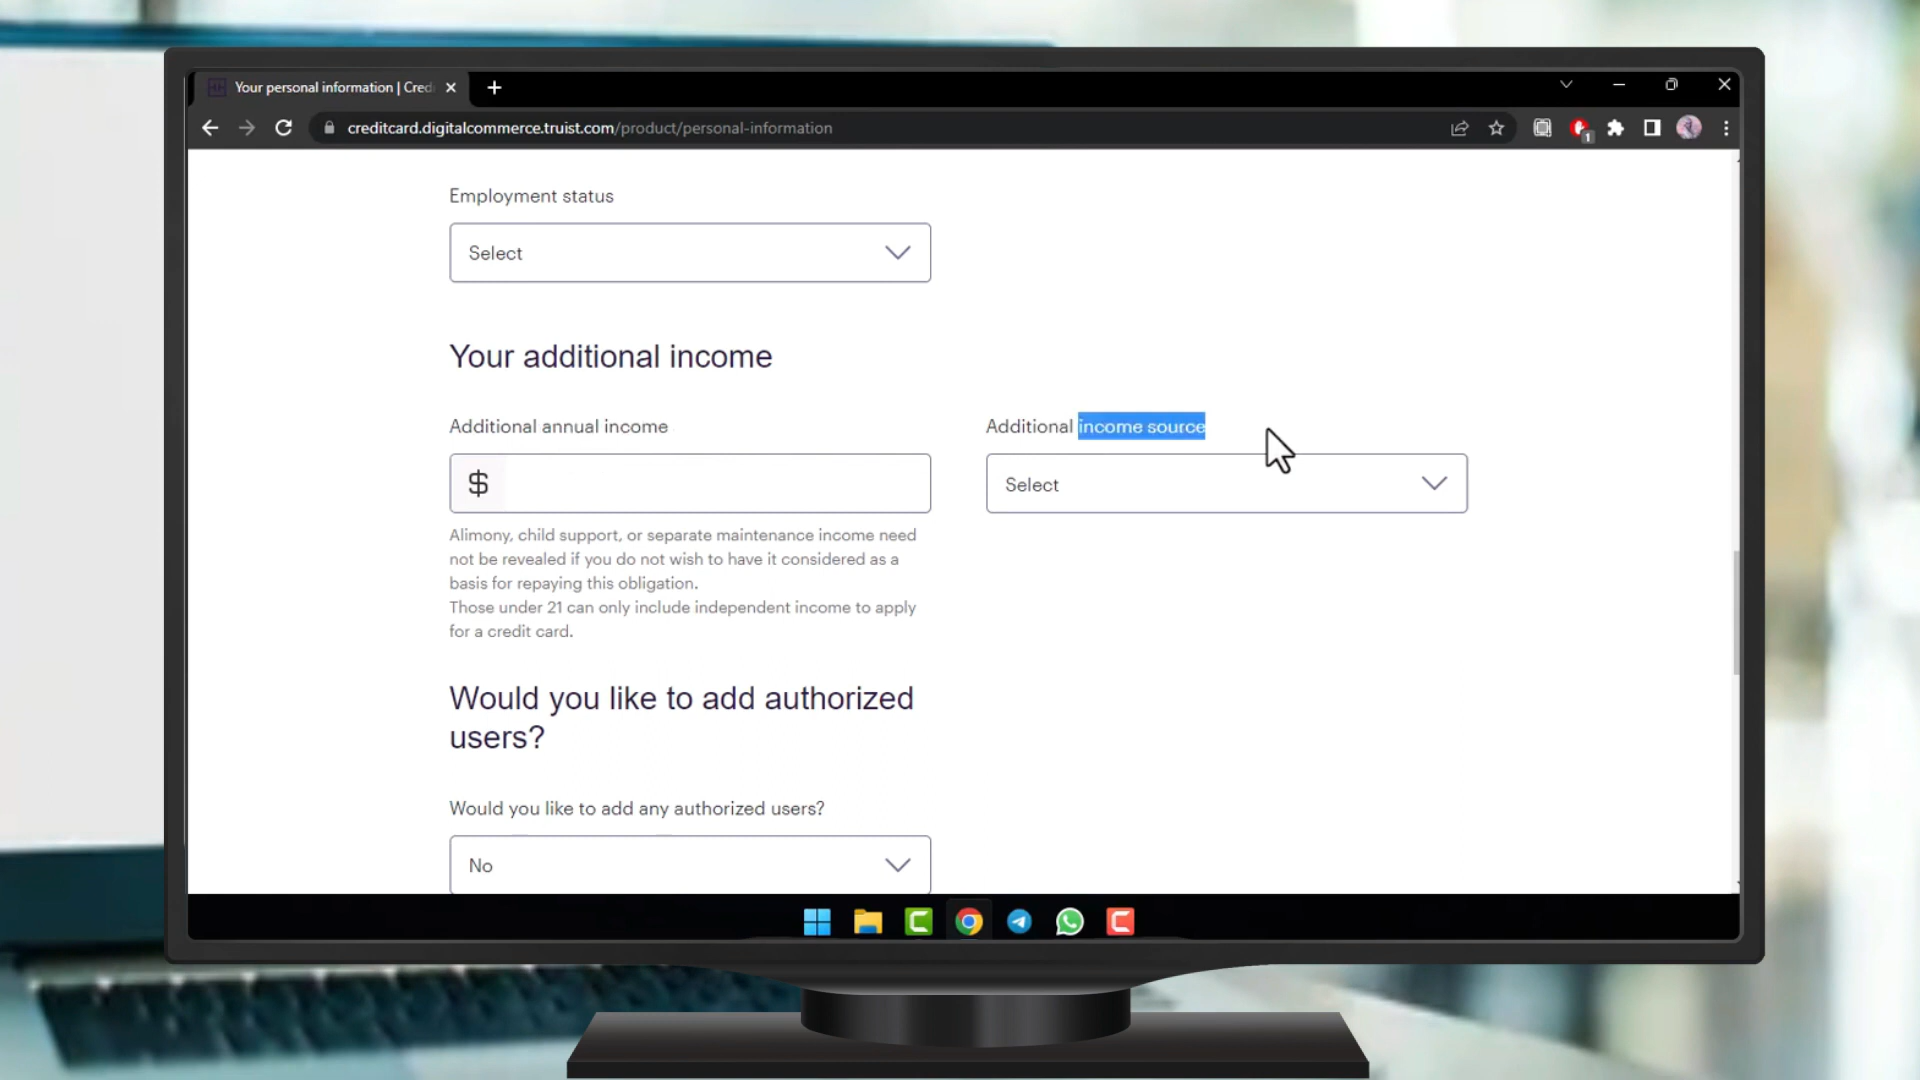 Your personal information | Cred
creditcard.digitalcommerce.truist.com/product/personal-information
1
Employment status
Select
Your additional income
Additional annual income
Additional income source
$
Select
Alimony, child support, or separate maintenance income need
not be revealed if you do not wish to have it considered as a
basis for repaying this obligation.
Those under 21 can only include independent income to apply
for a credit card.
Would you like to add authorized
users?
Would you like to add any authorized users?
No